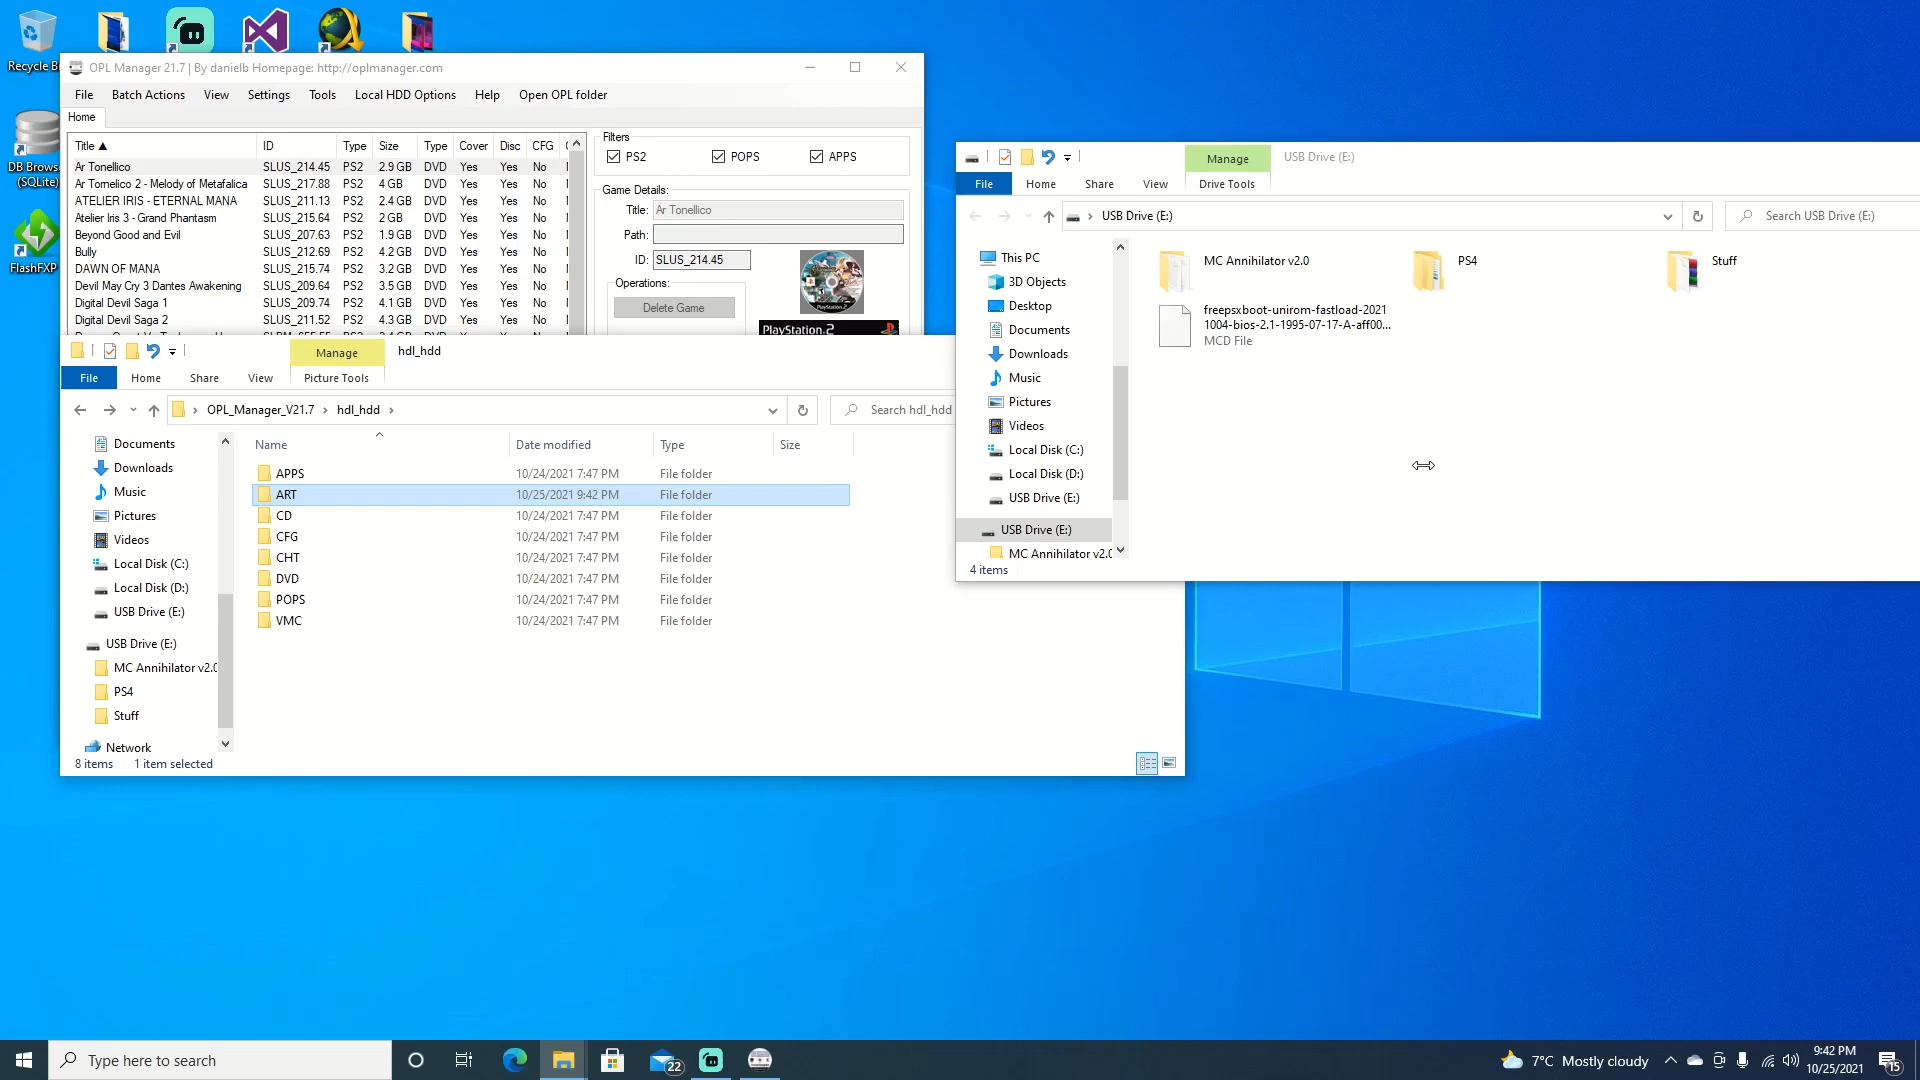 Recycle Bi
DB Brows
(SQLite)
FlashFXP
OPL Manager 21.7 | By danielb Homepage: http://oplmanager.com
File Batch Actions View Settings Tools Local HDD Options Help Open OPL folder
Home
Title ▲ ID Type Size Type Cover Disc CFG
Ar Tonellico SLUS_214.45 PS2 2.9 GB DVD Yes Yes No
Ar Tornelico 2 - Melody of Metafalica SLUS_217.88 PS2 4 GB DVD Yes Yes No
ATELIER IRIS - ETERNAL MANA SLUS_211.13 PS2 2.4 GB DVD Yes Yes No
Atelier Iris 3 - Grand Phantasm SLUS_215.64 PS2 2 GB DVD Yes Yes No
Beyond Good and Evil SLUS_207.63 PS2 1.9 GB DVD Yes Yes No
Bully SLUS_212.69 PS2 4.2 GB DVD Yes Yes No
DAWN OF MANA SLUS_215.74 PS2 3.2 GB DVD Yes Yes No
Devil May Cry 3 Dantes Awakening SLUS_209.64 PS2 3.5 GB DVD Yes Yes No
Digital Devil Saga 1 SLUS_209.74 PS2 4.1 GB DVD Yes Yes No
Digital Devil Saga 2 SLUS_211.52 PS2 4.3 GB DVD Yes Yes No
Filters
PS2 POPS APPS
Game Details:
Title: Ar Tonellico
Path:
ID: SLUS_214.45
Operations:
Delete Game
PlayStation.2
Manage hdl_hdd
File Home Share View Picture Tools
OPL_Manager_V21.7 › hdl_hdd ›
Search hdl_hdd
Documents
Downloads
Music
Pictures
Videos
Local Disk (C:)
Local Disk (D:)
USB Drive (E:)
USB Drive (E:)
MC Annihilator v2.0
PS4
Stuff
Network
Name Date modified Type Size
APPS 10/24/2021 7:47 PM File folder
ART 10/25/2021 9:42 PM File folder
CD 10/24/2021 7:47 PM File folder
CFG 10/24/2021 7:47 PM File folder
CHT 10/24/2021 7:47 PM File folder
DVD 10/24/2021 7:47 PM File folder
POPS 10/24/2021 7:47 PM File folder
VMC 10/24/2021 7:47 PM File folder
8 items 1 item selected
Manage USB Drive (E:)
File Home Share View Drive Tools
› USB Drive (E:)
Search USB Drive (E:)
This PC
3D Objects
Desktop
Documents
Downloads
Music
Pictures
Videos
Local Disk (C:)
Local Disk (D:)
USB Drive (E:)
USB Drive (E:)
MC Annihilator v2.0
MC Annihilator v2.0
PS4
Stuff
freepsxboot-unirom-fastload-2021
1004-bios-2.1-1995-07-17-A-aff00...
MCD File
4 items
Type here to search
22
7°C Mostly cloudy
9:42 PM
10/25/2021
15